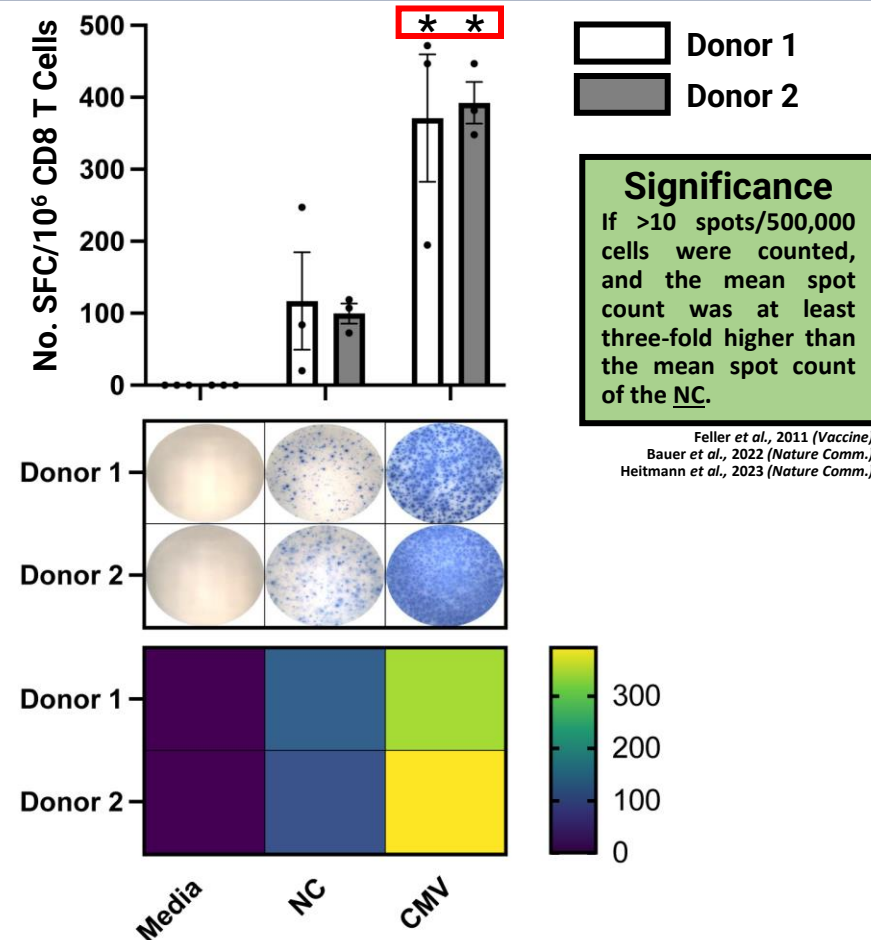 No. SFC/10⁶ CD8 T Cells
500
400
300
200
100
0
* *
Donor 1
Donor 2
Significance
If >10 spots/500,000
cells were counted,
and the mean spot
count was at least
three-fold higher than
the mean spot count
of the NC.
Feller et al., 2011 (Vaccine)
Bauer et al., 2022 (Nature Comm.)
Heitmann et al., 2023 (Nature Comm.)
Donor 1
Donor 2
Donor 1
Donor 2
300
200
100
0
Media
NC
CMV